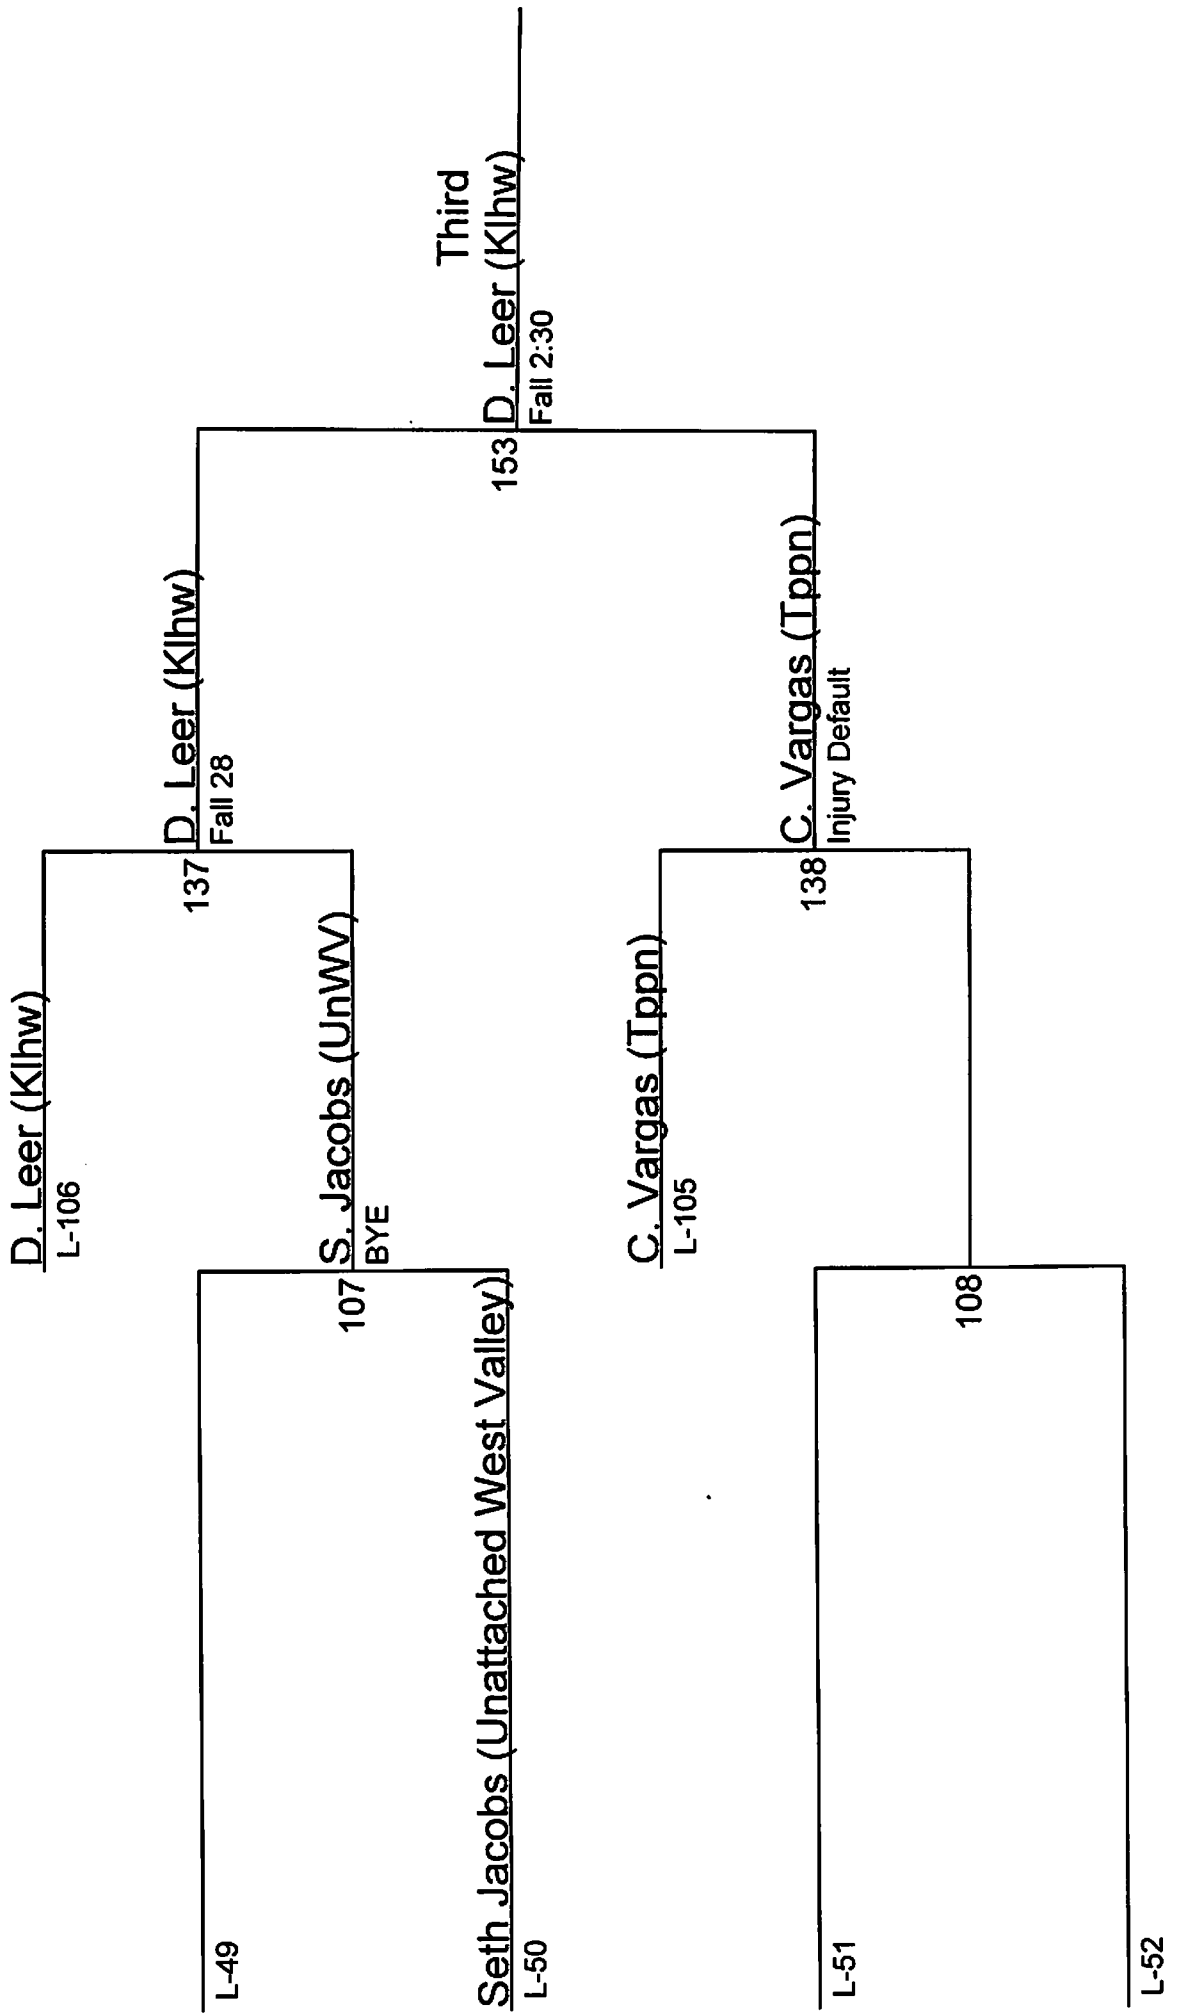 D. Leer (Klhw)
L-106
L-49
107
S. Jacobs (UnWV)
BYE
Seth Jacobs (Unattached West Valley)
L-50
137
D. Leer (Klhw)
Fall 28
Third
153
D. Leer (Klhw)
Fall 2:30
C. Vargas (Tppn)
L-105
138
C. Vargas (Tppn)
Injury Default
L-51
108
L-52